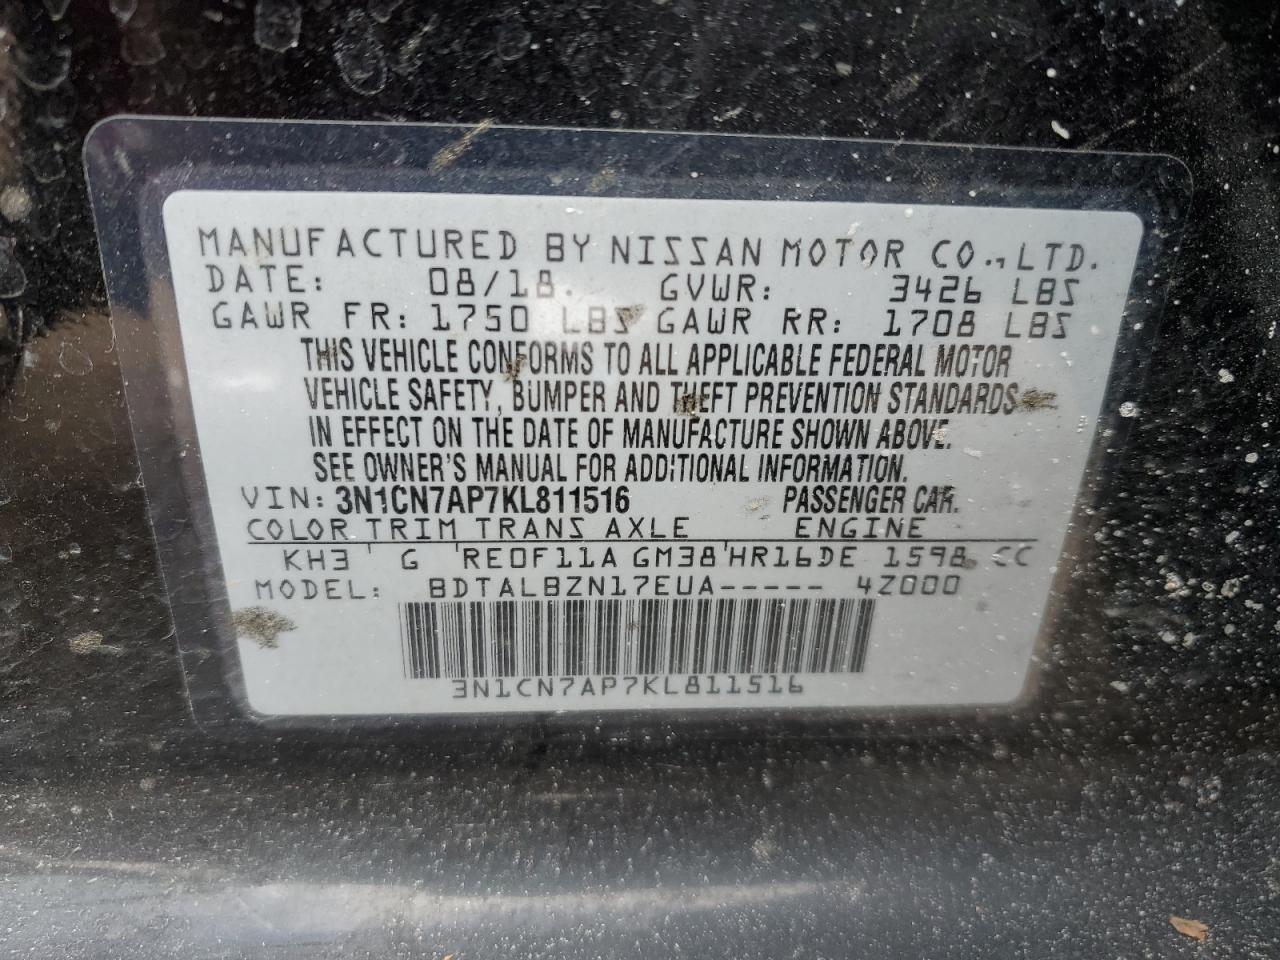 MANUFACTURED BY NISSAN MOTOR CO., LTD.
DATE: 08/18. GVWR: 3426 LBS
GAWR FR: 1750 LBS GAWR RR: 1708 LBS
THIS VEHICLE CONFORMS TO ALL APPLICABLE FEDERAL MOTOR
VEHICLE SAFETY, BUMPER AND THEFT PREVENTION STANDARDS
IN EFFECT ON THE DATE OF MANUFACTURE SHOWN ABOVE.
SEE OWNER'S MANUAL FOR ADDITIONAL INFORMATION.
VIN: 3N1CN7AP7KL811516 PASSENGER CAR.
COLOR TRIM TRANS AXLE ENGINE
KH3 G RE0F11A GM38 HR16DE 1598 CC
MODEL: BDTALBZN17EUA----- 4Z000
3N1CN7AP7KL811516